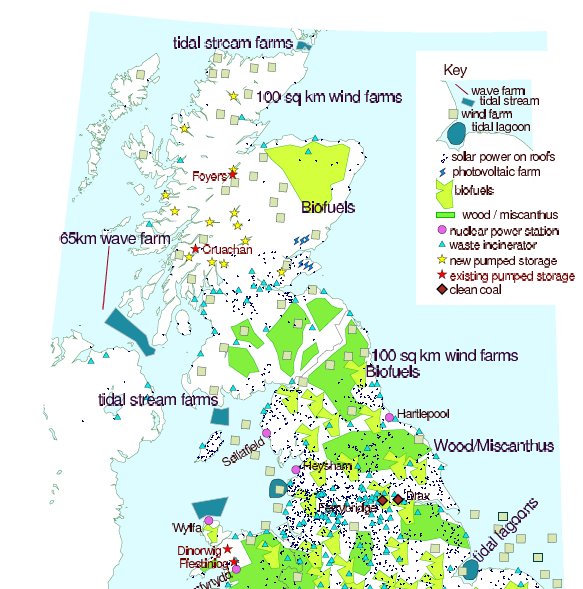 tidal stream farms
Key
wave farm
tidal stream
wind farm
tidal lagoon
solar power on roofs
photovoltaic farm
biofuels
wood / miscanthus
nuclear power station
waste incinerator
new pumped storage
existing pumped storage
clean coal
100 sq km wind farms
Foyers
Biofuels
65km wave farm
Cruachan
100 sq km wind farms
Biofuels
tidal stream farms
Hartlepool
Sellafield
Wood/Miscanthus
Heysham
Drax
Ferrybridge
Wylfa
tidal lagoons
Dinorwig
Ffestiniog